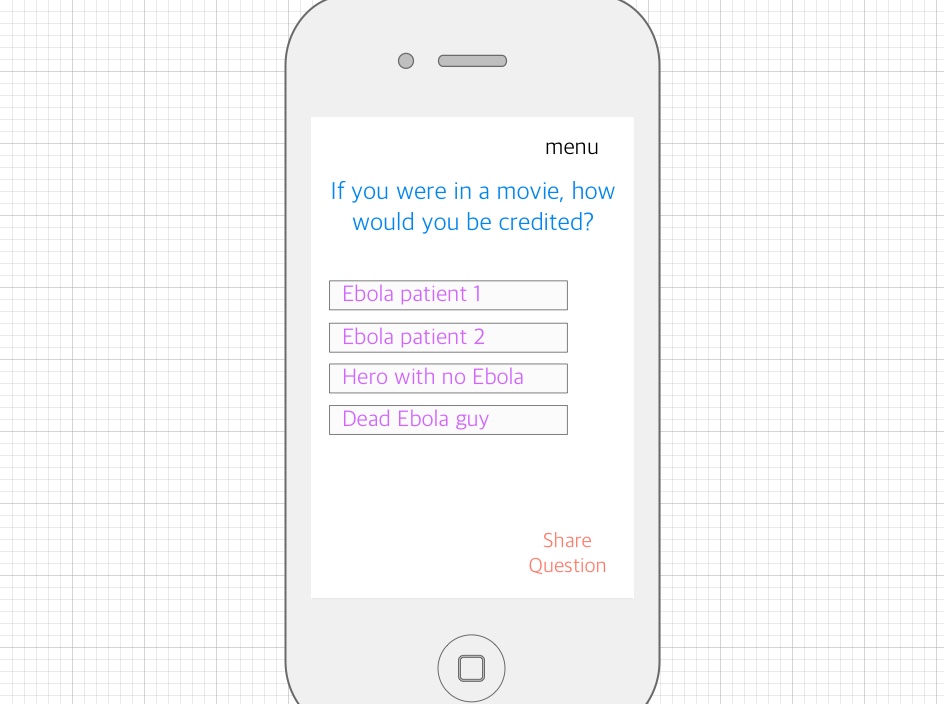 menu
If you were in a movie, how
would you be credited?
Ebola patient 1
Ebola patient 2
Hero with no Ebola
Dead Ebola guy
Share
Question